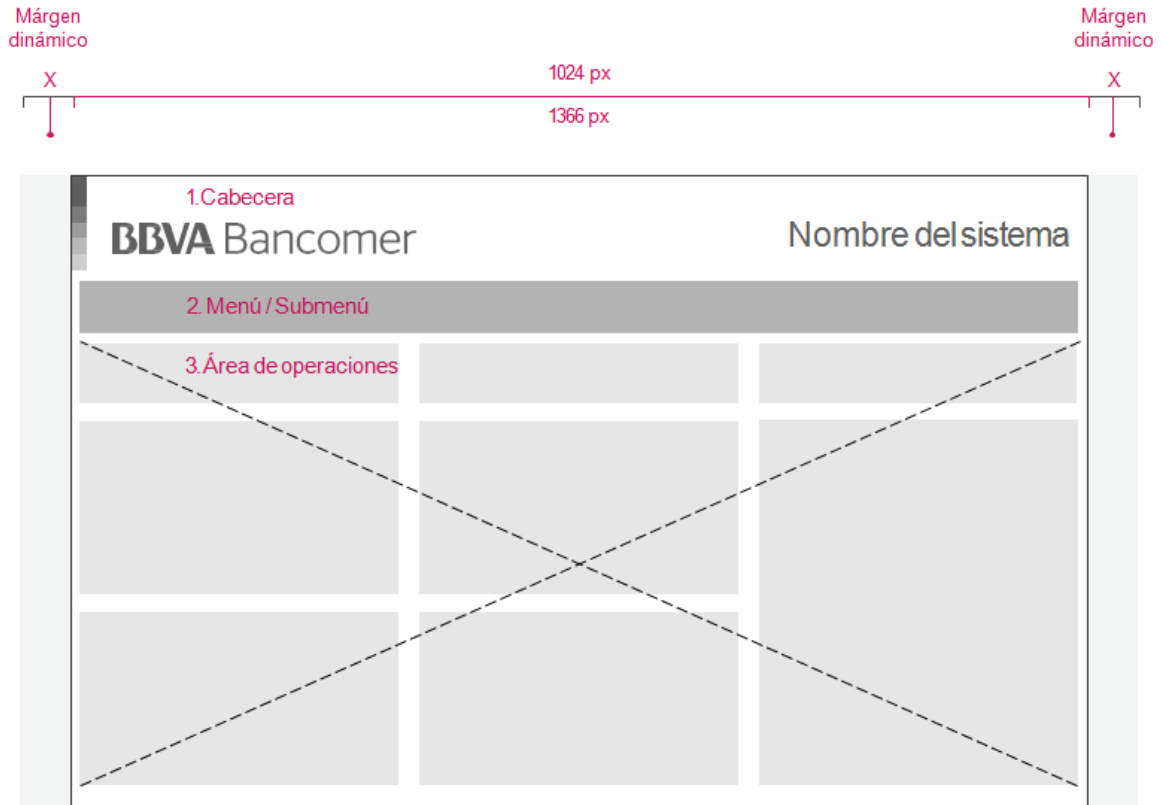 Márgen
dinámico
X
1024 px
1366 px
Márgen
dinámico
X
1.Cabecera
BBVA Bancomer
Nombre del sistema
2. Menú / Submenú
3.Área de operaciones